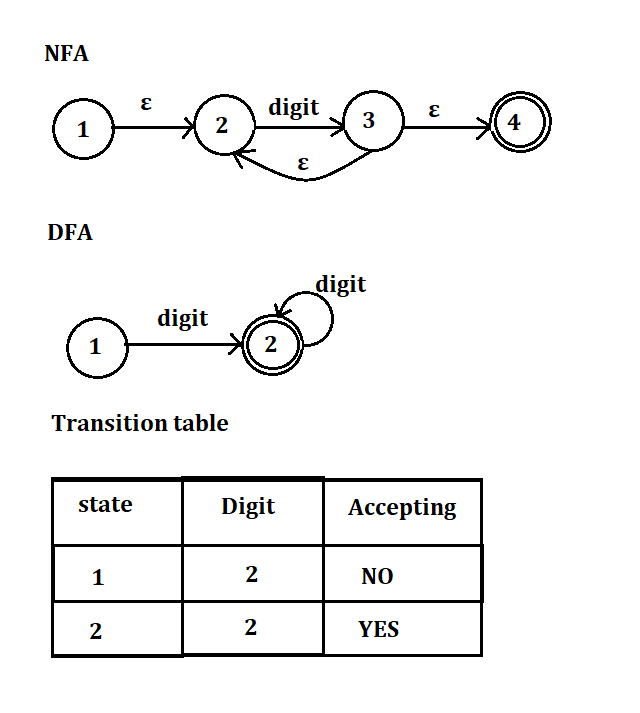 NFA
ε digit ε
1 2 3 4
ε
DFA
digit
digit
1 2
Transition table
state Digit Accepting
1 2 NO
2 2 YES